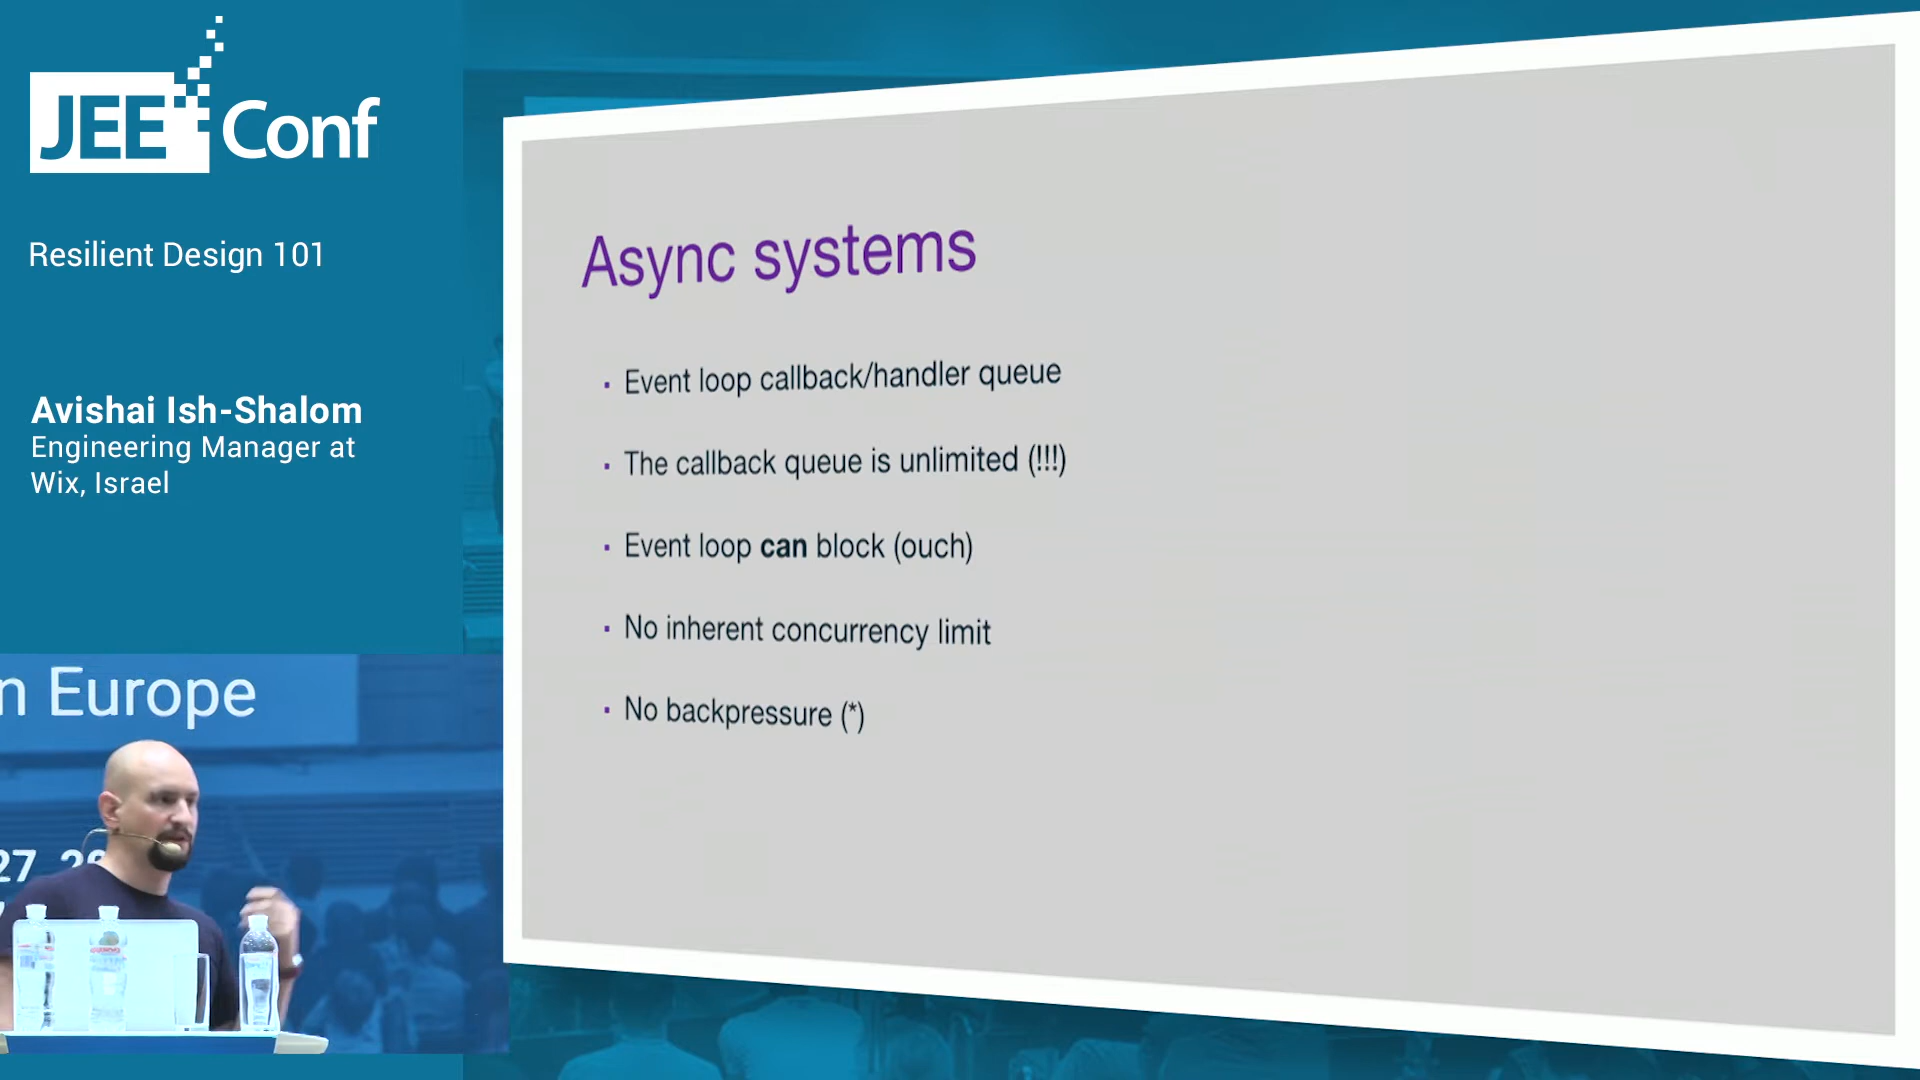 JEE Conf
Resilient Design 101
Avishai Ish-Shalom
Engineering Manager at
Wix, Israel
n Europe
27
Async systems
▪ Event loop callback/handler queue
▪ The callback queue is unlimited (!!!)
▪ Event loop can block (ouch)
▪ No inherent concurrency limit
▪ No backpressure (*)